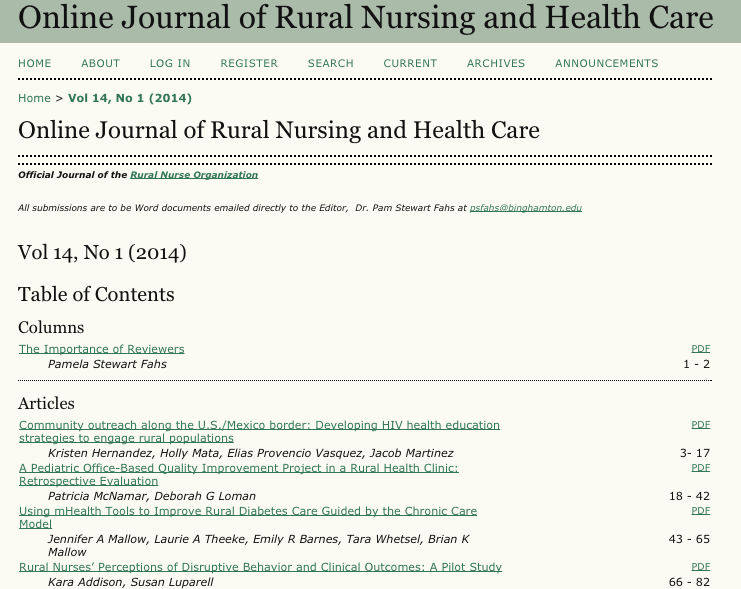 Online Journal of Rural Nursing and Health Care
HOME ABOUT LOG IN REGISTER SEARCH CURRENT ARCHIVES ANNOUNCEMENTS
Home > Vol 14, No 1 (2014)
Online Journal of Rural Nursing and Health Care
Official Journal of the Rural Nurse Organization
All submissions are to be Word documents emailed directly to the Editor,  Dr. Pam Stewart Fahs at psfahs@binghamton.edu
Vol 14, No 1 (2014)
Table of Contents
Columns
The Importance of Reviewers PDF
Pamela Stewart Fahs 1 - 2
Articles
Community outreach along the U.S./Mexico border: Developing HIV health education PDF
strategies to engage rural populations
Kristen Hernandez, Holly Mata, Elias Provencio Vasquez, Jacob Martinez 3- 17
A Pediatric Office-Based Quality Improvement Project in a Rural Health Clinic: PDF
Retrospective Evaluation
Patricia McNamar, Deborah G Loman 18 - 42
Using mHealth Tools to Improve Rural Diabetes Care Guided by the Chronic Care PDF
Model
Jennifer A Mallow, Laurie A Theeke, Emily R Barnes, Tara Whetsel, Brian K 43 - 65
Mallow
Rural Nurses’ Perceptions of Disruptive Behavior and Clinical Outcomes: A Pilot Study PDF
Kara Addison, Susan Luparell 66 - 82